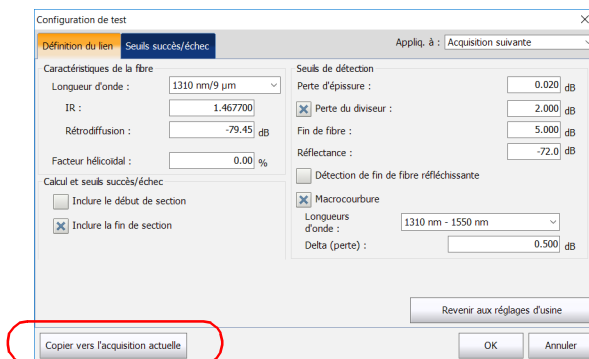 Configuration de test
Définition du lien
Seuils succès/échec
Appliq. à : Acquisition suivante
Caractéristiques de la fibre
Longueur d'onde : 1310 nm/9 µm
IR : 1.467700
Rétrodiffusion : -79.45 dB
Facteur hélicoïdal : 0.00 %
Calcul et seuils succès/échec
Inclure le début de section
Inclure la fin de section
Seuils de détection
Perte d'épissure : 0.020 dB
Perte du diviseur : 2.000 dB
Fin de fibre : 5.000 dB
Réflectance : -72.0 dB
Détection de fin de fibre réfléchissante
Macrocourbure
Longueurs
d'onde : 1310 nm - 1550 nm
Delta (perte) : 0.500 dB
Revenir aux réglages d'usine
Copier vers l'acquisition actuelle
OK
Annuler